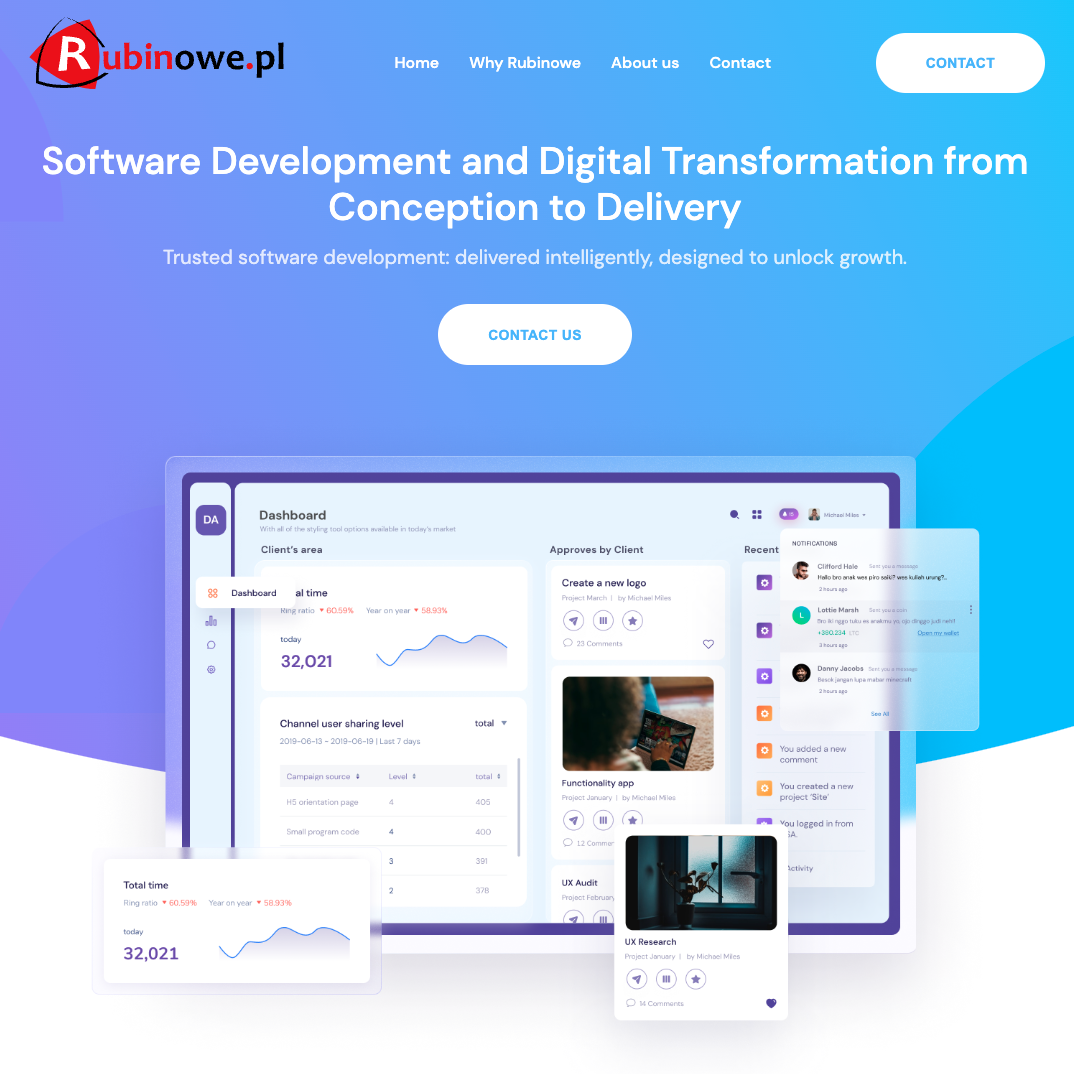 Rubinowe.pl
Home
Why Rubinowe
About us
Contact
CONTACT
Software Development and Digital Transformation from
Conception to Delivery
Trusted software development: delivered intelligently, designed to unlock growth.
CONTACT US
DA
Dashboard
With all of the styling tool options available in today's market
Michael Miles
Client's area
Approves by Client
Recent
Dashboard
al time
Ring ratio 60.59% Year on year 58.93%
today
32,021
Channel user sharing level
total
2019-06-13 - 2019-06-19 | Last 7 days
Campaign source Level total
H5 orientation page 4 405
Small program code 4 400
3 391
2 378
Create a new logo
Project March | by Michael Miles
23 Comments
Functionality app
Project January | by Michael Miles
12 Commen
UX Audit
Project February
NOTIFICATIONS
Clifford Hale Sent you a message
Hallo bro anak wes piro saiki? wes kuliah urung?...
2 hours ago
L
Lottie Marsh Sent you a coin
Bro iki nggo tuku es anakmu yo, ojo dinggo judi neh!!
+380.234 LTC
Open my wallet
3 hours ago
Donny Jacobs Sent you a message
Besok jangan lupa mabar minecraft
2 hours ago
See All
You added a new
comment
You created a new
project 'Site'
You logged in from
SA.
Activity
Total time
Ring ratio 60.59% Year on year 58.93%
today
32,021
UX Research
Project January | by Michael Miles
14 Comments